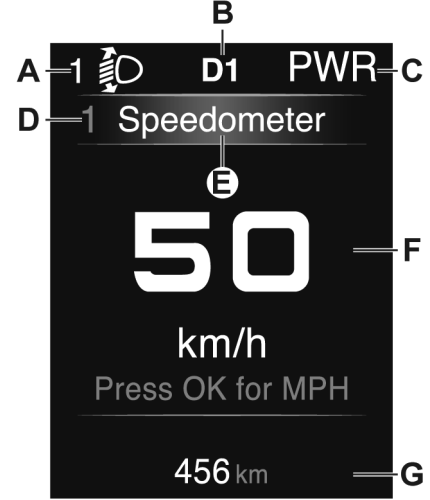 B
A 1 D1 PWR C
D 1 Speedometer
E
50 F
km/h
Press OK for MPH
456 km G